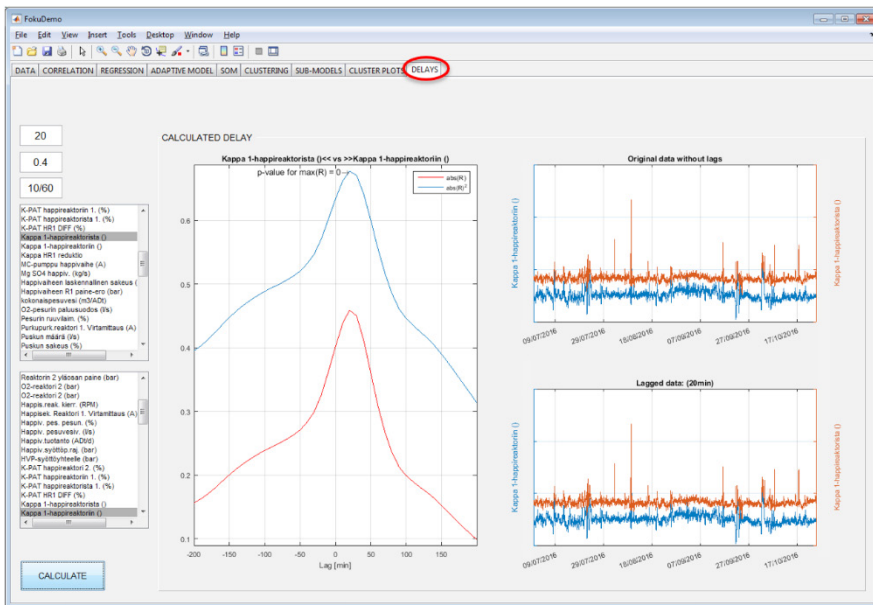 FokuDemo
File Edit View Insert Tools Desktop Window Help
DATA CORRELATION REGRESSION ADAPTIVE MODEL SOM CLUSTERING SUB-MODELS CLUSTER PLOTS DELAYS
20
0.4
10/60
K-PAT happireaktoriin 1. (%)
K-PAT happireaktorista 1. (%)
K-PAT HR1 DIFF (%)
Kappa 1-happireaktorista ()
Kappa 1-happireaktoriin ()
Kappa HR1 reduktio
MC-pumppu happivaihe (A)
Mg SO4 happiv. (kg/s)
Happivaiheen laskennallinen sakeus (
Happivaiheen R1 paine-ero (bar)
kokonaispesuvesi (m3/ADt)
O2-pesurin paluusuodos (l/s)
Pesurin ruuvilaim. (%)
Purkupurk.reaktori 1. Virtamittaus (A)
Puskun määrä (l/s)
Puskun sakeus (%)
Reaktorin 2 yläosan paine (bar)
O2-reaktori 2 (bar)
O2-reaktori 2 (bar)
Happis.reak. kierr. (RPM)
Happisek. Reaktori 1. Virtamittaus (A)
Happiv. pes. pesun. (%)
Happiv. pesuvesiv. (l/s)
Happiv.tuotanto (ADt/d)
Happiv.syöttöp.raj. (bar)
HVP-syöttöyhteelle (bar)
K-PAT happireaktori 2. (%)
K-PAT happireaktoriin 1. (%)
K-PAT happireaktorista 1. (%)
K-PAT HR1 DIFF (%)
Kappa 1-happireaktorista ()
Kappa 1-happireaktoriin ()
CALCULATE
CALCULATED DELAY
Kappa 1-happireaktorista ()<< vs >>Kappa 1-happireaktoriin ()
p-value for max(R) = 0
abs(R)
abs(R)²
0.6
0.5
0.4
0.3
0.2
0.1
-200 -150 -100 -50 0 50 100 150
Lag [min]
Original data without lags
Kappa 1-happireaktoriin ()
Kappa 1-happireaktorista ()
09/07/2016 29/07/2016 18/08/2016 07/09/2016 27/09/2016 17/10/2016
Lagged data: (20min)
Kappa 1-happireaktoriin ()
Kappa 1-happireaktorista ()
09/07/2016 29/07/2016 18/08/2016 07/09/2016 27/09/2016 17/10/2016